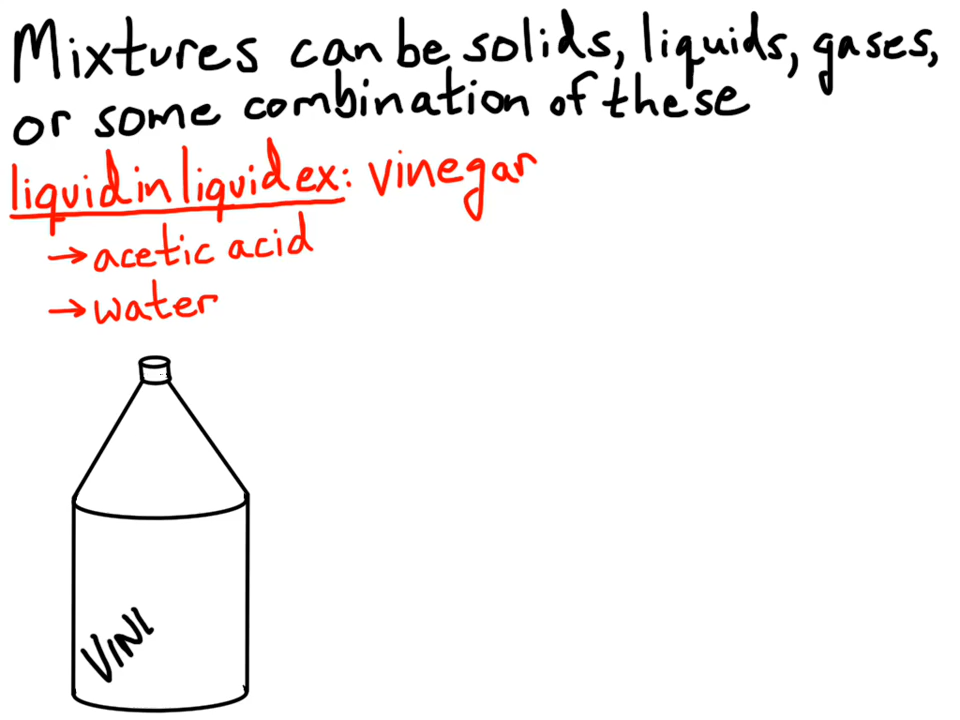 Mixtures can be solids, liquids, gases,
or some combination of these
liquid in liquid ex: vinegar
→ acetic acid
→ water
VINI